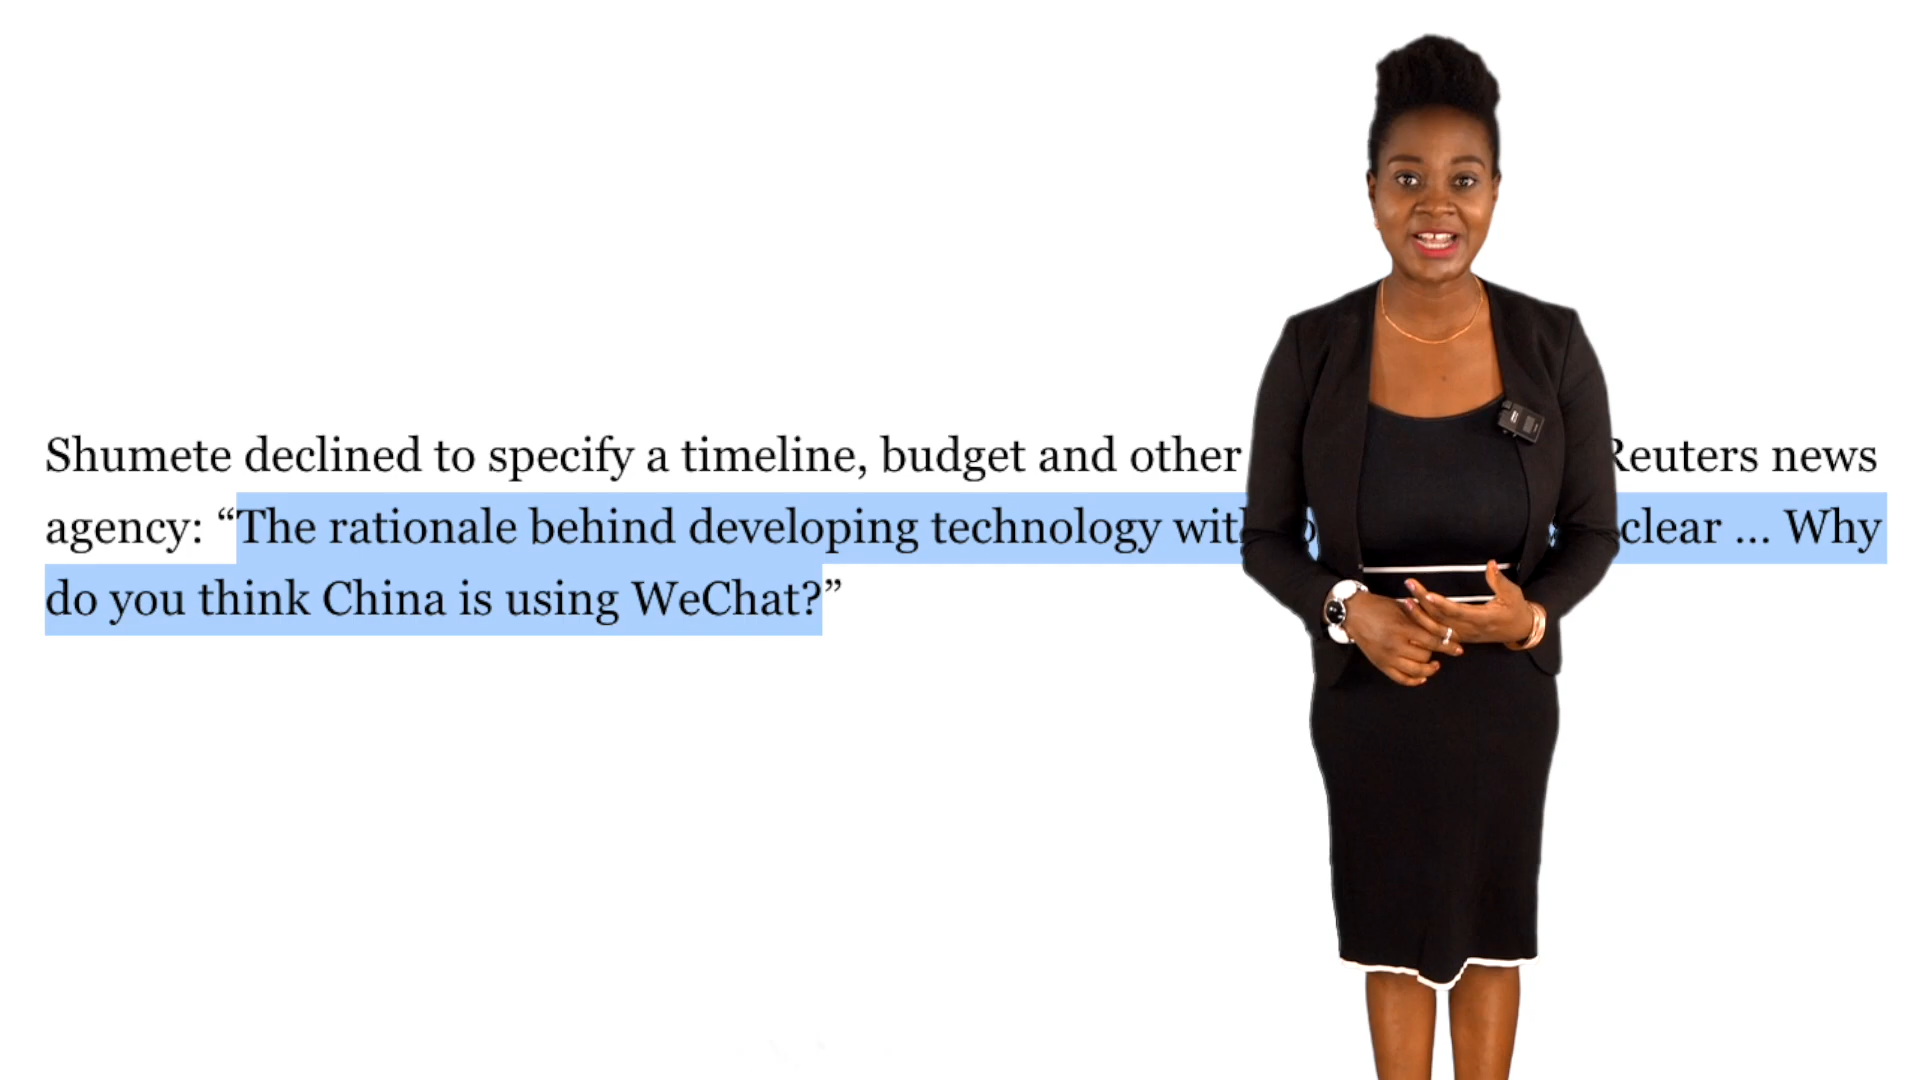 Shumete declined to specify a timeline, budget and other Reuters news
agency: “The rationale behind developing technology with clear ... Why
do you think China is using WeChat?”